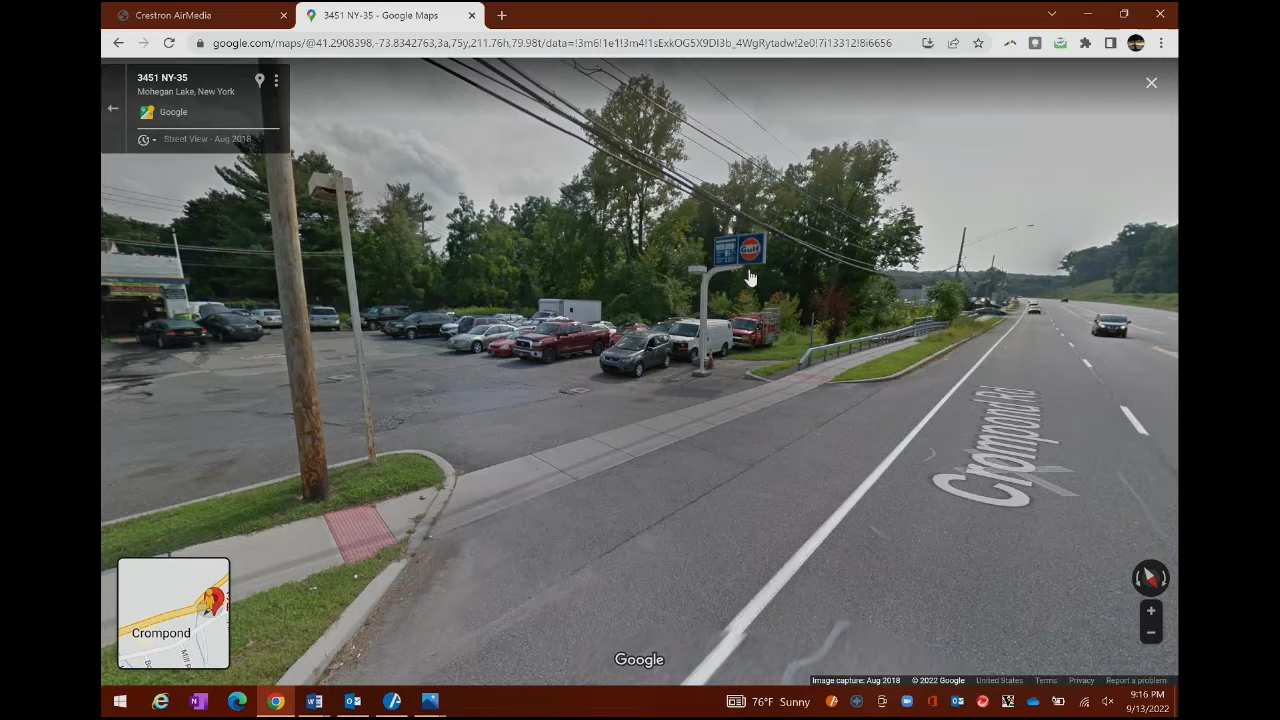 Crestron AirMedia
3451 NY-35 - Google Maps
google.com/maps/@41.2908398,-73.8342763,3a,75y,211.76h,79.98t/data=!3m6!1e1!3m4!1sExkOG5X9DI3b_4WgRytadw!2e0!7i13312!8i6656
3451 NY-35
Mohegan Lake, New York
Google
Street View - Aug 2018
Gulf
Crompond Rd
Crompond
Google
Image capture: Aug 2018 © 2022 Google United States Terms Privacy Report a problem
76°F Sunny
9:16 PM
9/13/2022